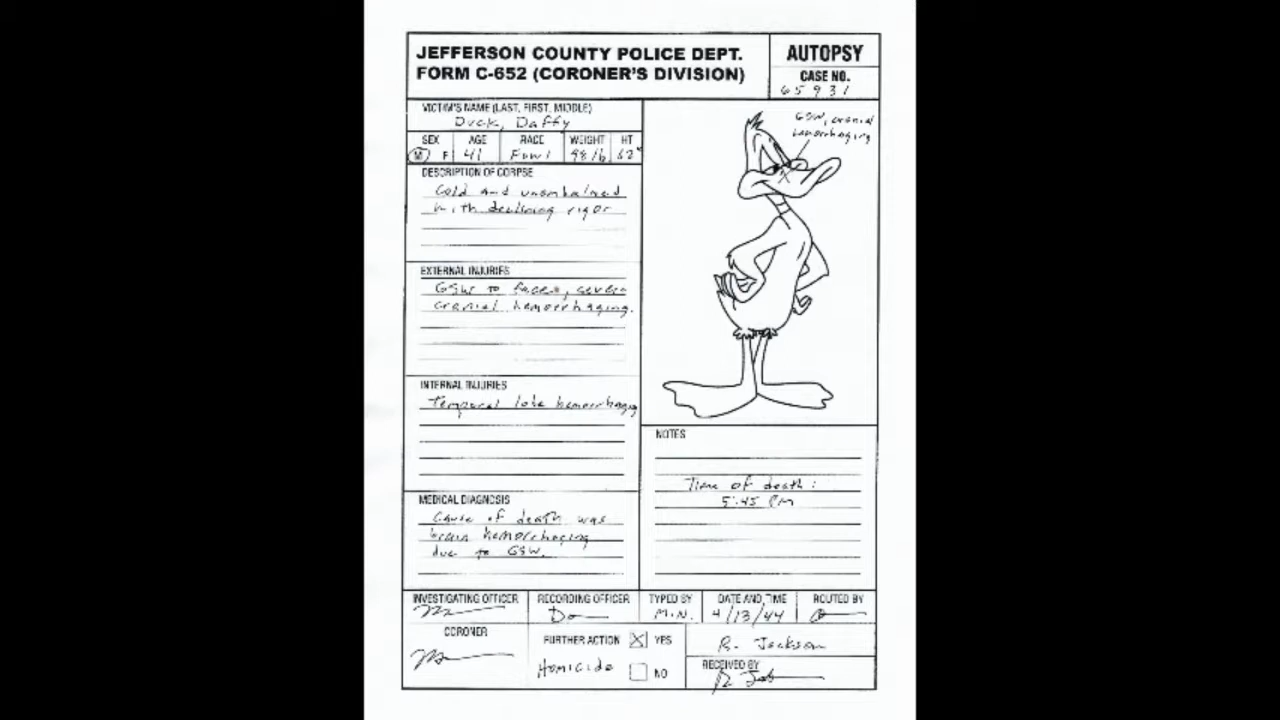 JEFFERSON COUNTY POLICE DEPT.
FORM C-652 (CORONER'S DIVISION)
AUTOPSY
CASE NO.
65931
VICTIM'S NAME (LAST, FIRST, MIDDLE)
Duck, Daffy
SEX AGE RACE WEIGHT HT
M F 41 Fowl 98 lb 62"
DESCRIPTION OF CORPSE
Cold and unembalmed
with declining rigor
EXTERNAL INJURIES
GSW to face, severe
cranial hemorrhaging.
INTERNAL INJURIES
Temporal lobe hemorrhaging
MEDICAL DIAGNOSIS
Cause of death was
brain hemorrhaging
due to GSW.
GSW, cranial
hemorrhaging
NOTES
Time of death:
5:45 PM
INVESTIGATING OFFICER RECORDING OFFICER TYPED BY DATE AND TIME ROUTED BY
M.N. 4/13/44
CORONER
FURTHER ACTION X YES
Homicide NO
R. Jackson
RECEIVED BY